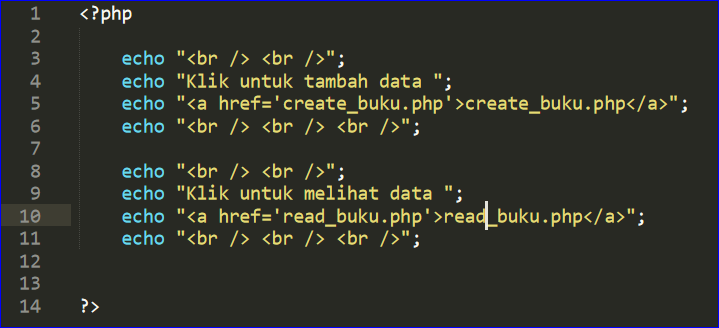 1 <?php
2
3 echo "<br /> <br />";
4 echo "Klik untuk tambah data ";
5 echo "<a href='create_buku.php'>create_buku.php</a>";
6 echo "<br /> <br /> <br />";
7
8 echo "<br /> <br />";
9 echo "Klik untuk melihat data ";
10 echo "<a href='read_buku.php'>read_buku.php</a>";
11 echo "<br /> <br /> <br />";
12
13
14 ?>